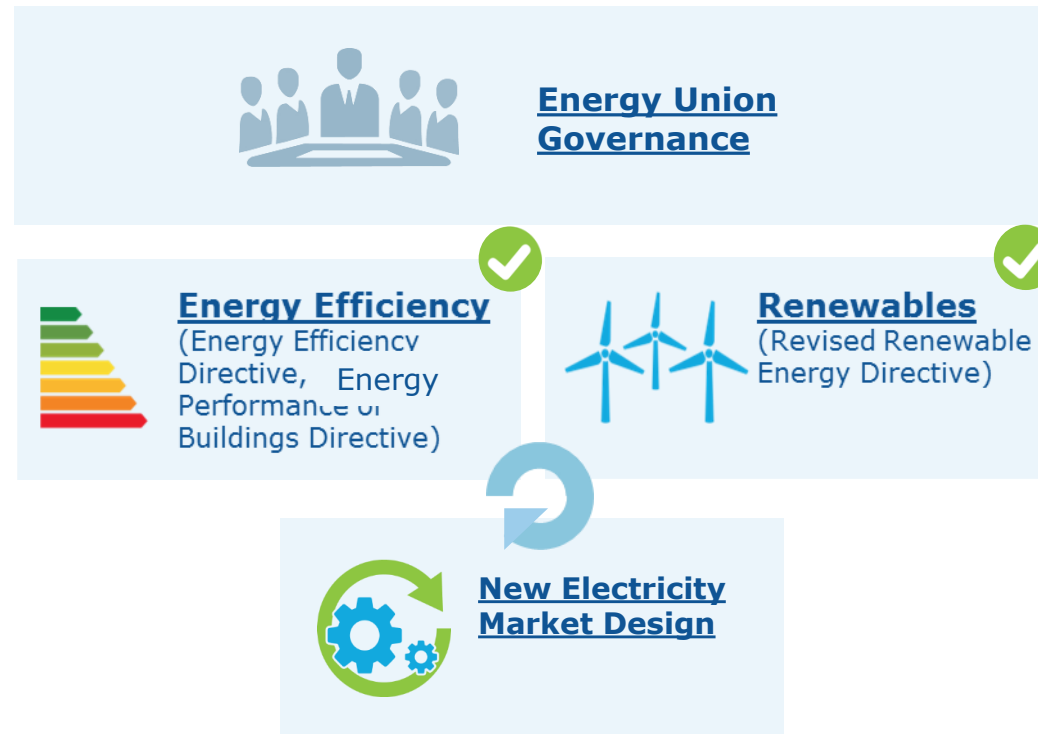 Energy Union
Governance
Energy Efficiency
(Energy Efficiency
Directive, Energy
Performance of
Buildings Directive)
Renewables
(Revised Renewable
Energy Directive)
New Electricity
Market Design